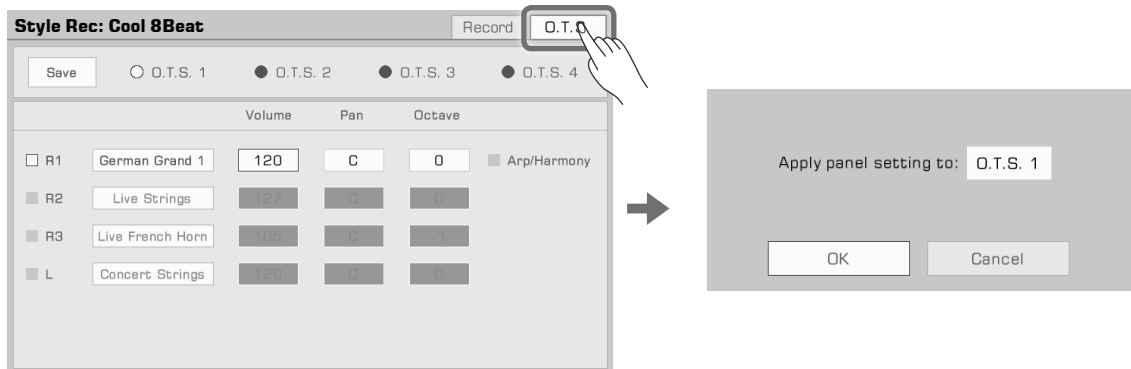 Style Rec: Cool 8Beat Record O.T.S.
Save O.T.S. 1 O.T.S. 2 O.T.S. 3 O.T.S. 4
Volume Pan Octave
R1 German Grand 1 120 C 0 Arp/Harmony
R2 Live Strings 127 C 0
R3 Live French Horn 105 C -1
L Concert Strings 120 C 0
Apply panel setting to: O.T.S. 1
OK Cancel